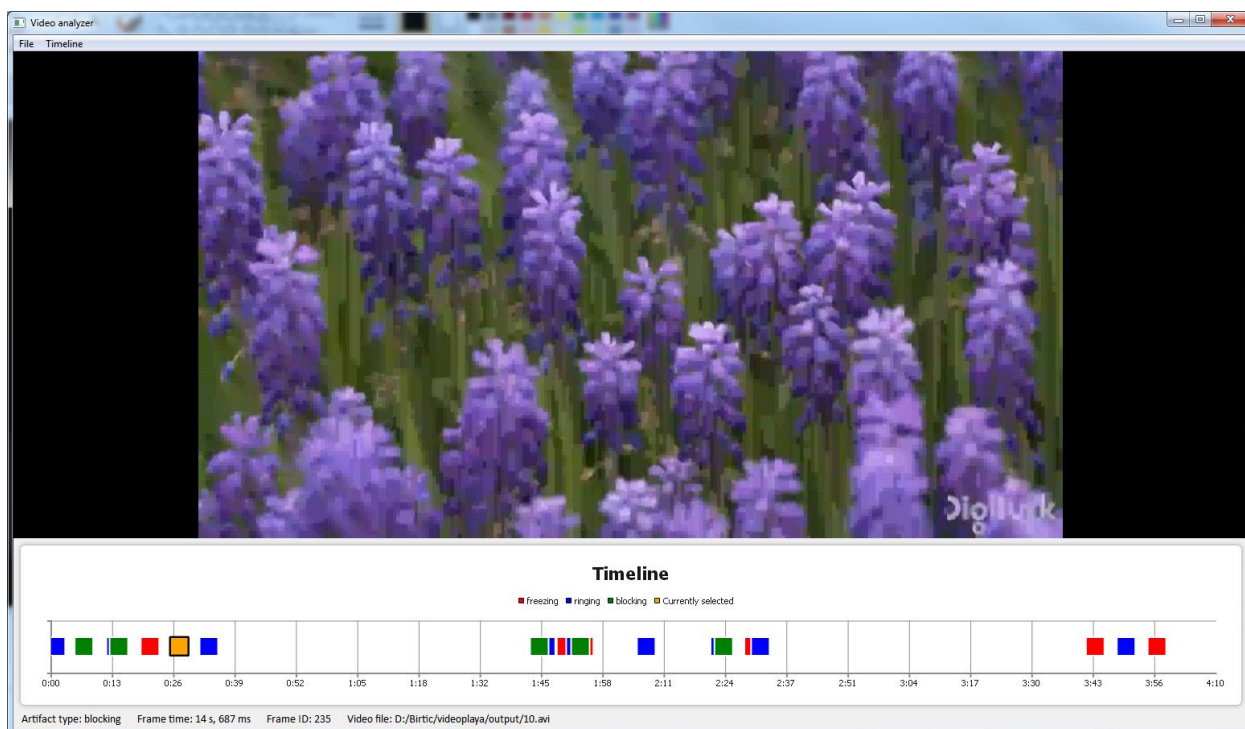 Video analyzer
File Timeline
Timeline
freezing ringing blocking Currently selected
0:00 0:13 0:26 0:39 0:52 1:05 1:18 1:32 1:45 1:58 2:11 2:24 2:37 2:51 3:04 3:17 3:30 3:43 3:56 4:10
Artifact type: blocking Frame time: 14 s, 687 ms Frame ID: 235 Video file: D:/Birtic/videoplaya/output/10.avi